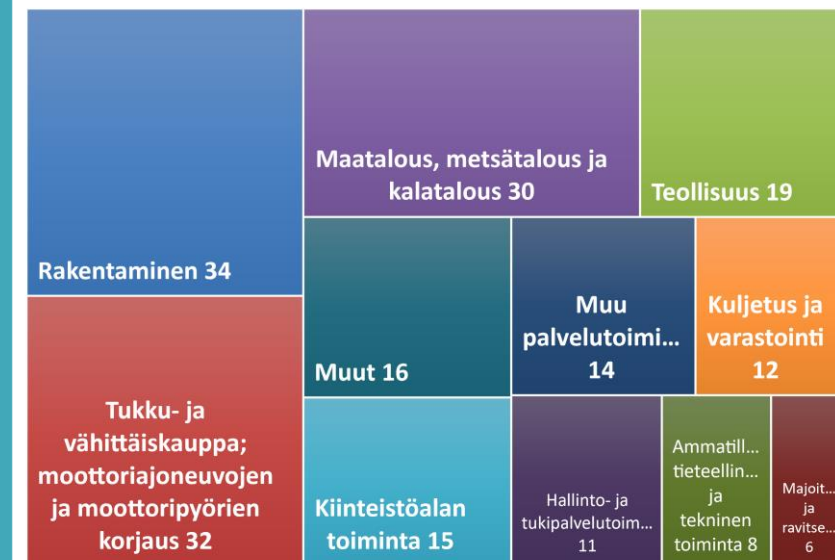 Rakentaminen 34
Maatalous, metsätalous ja
kalatalous 30
Teollisuus 19
Tukku- ja
vähittäiskauppa;
moottoriajoneuvojen
ja moottoripyörien
korjaus 32
Muut 16
Muu
palvelutoimi...
14
Kuljetus ja
varastointi
12
Kiinteistöalan
toiminta 15
Hallinto- ja
tukipalvelutoim...
11
Ammatill...
tieteellin...
ja
tekninen
toiminta 8
Majoit...
ja
ravitse...
6